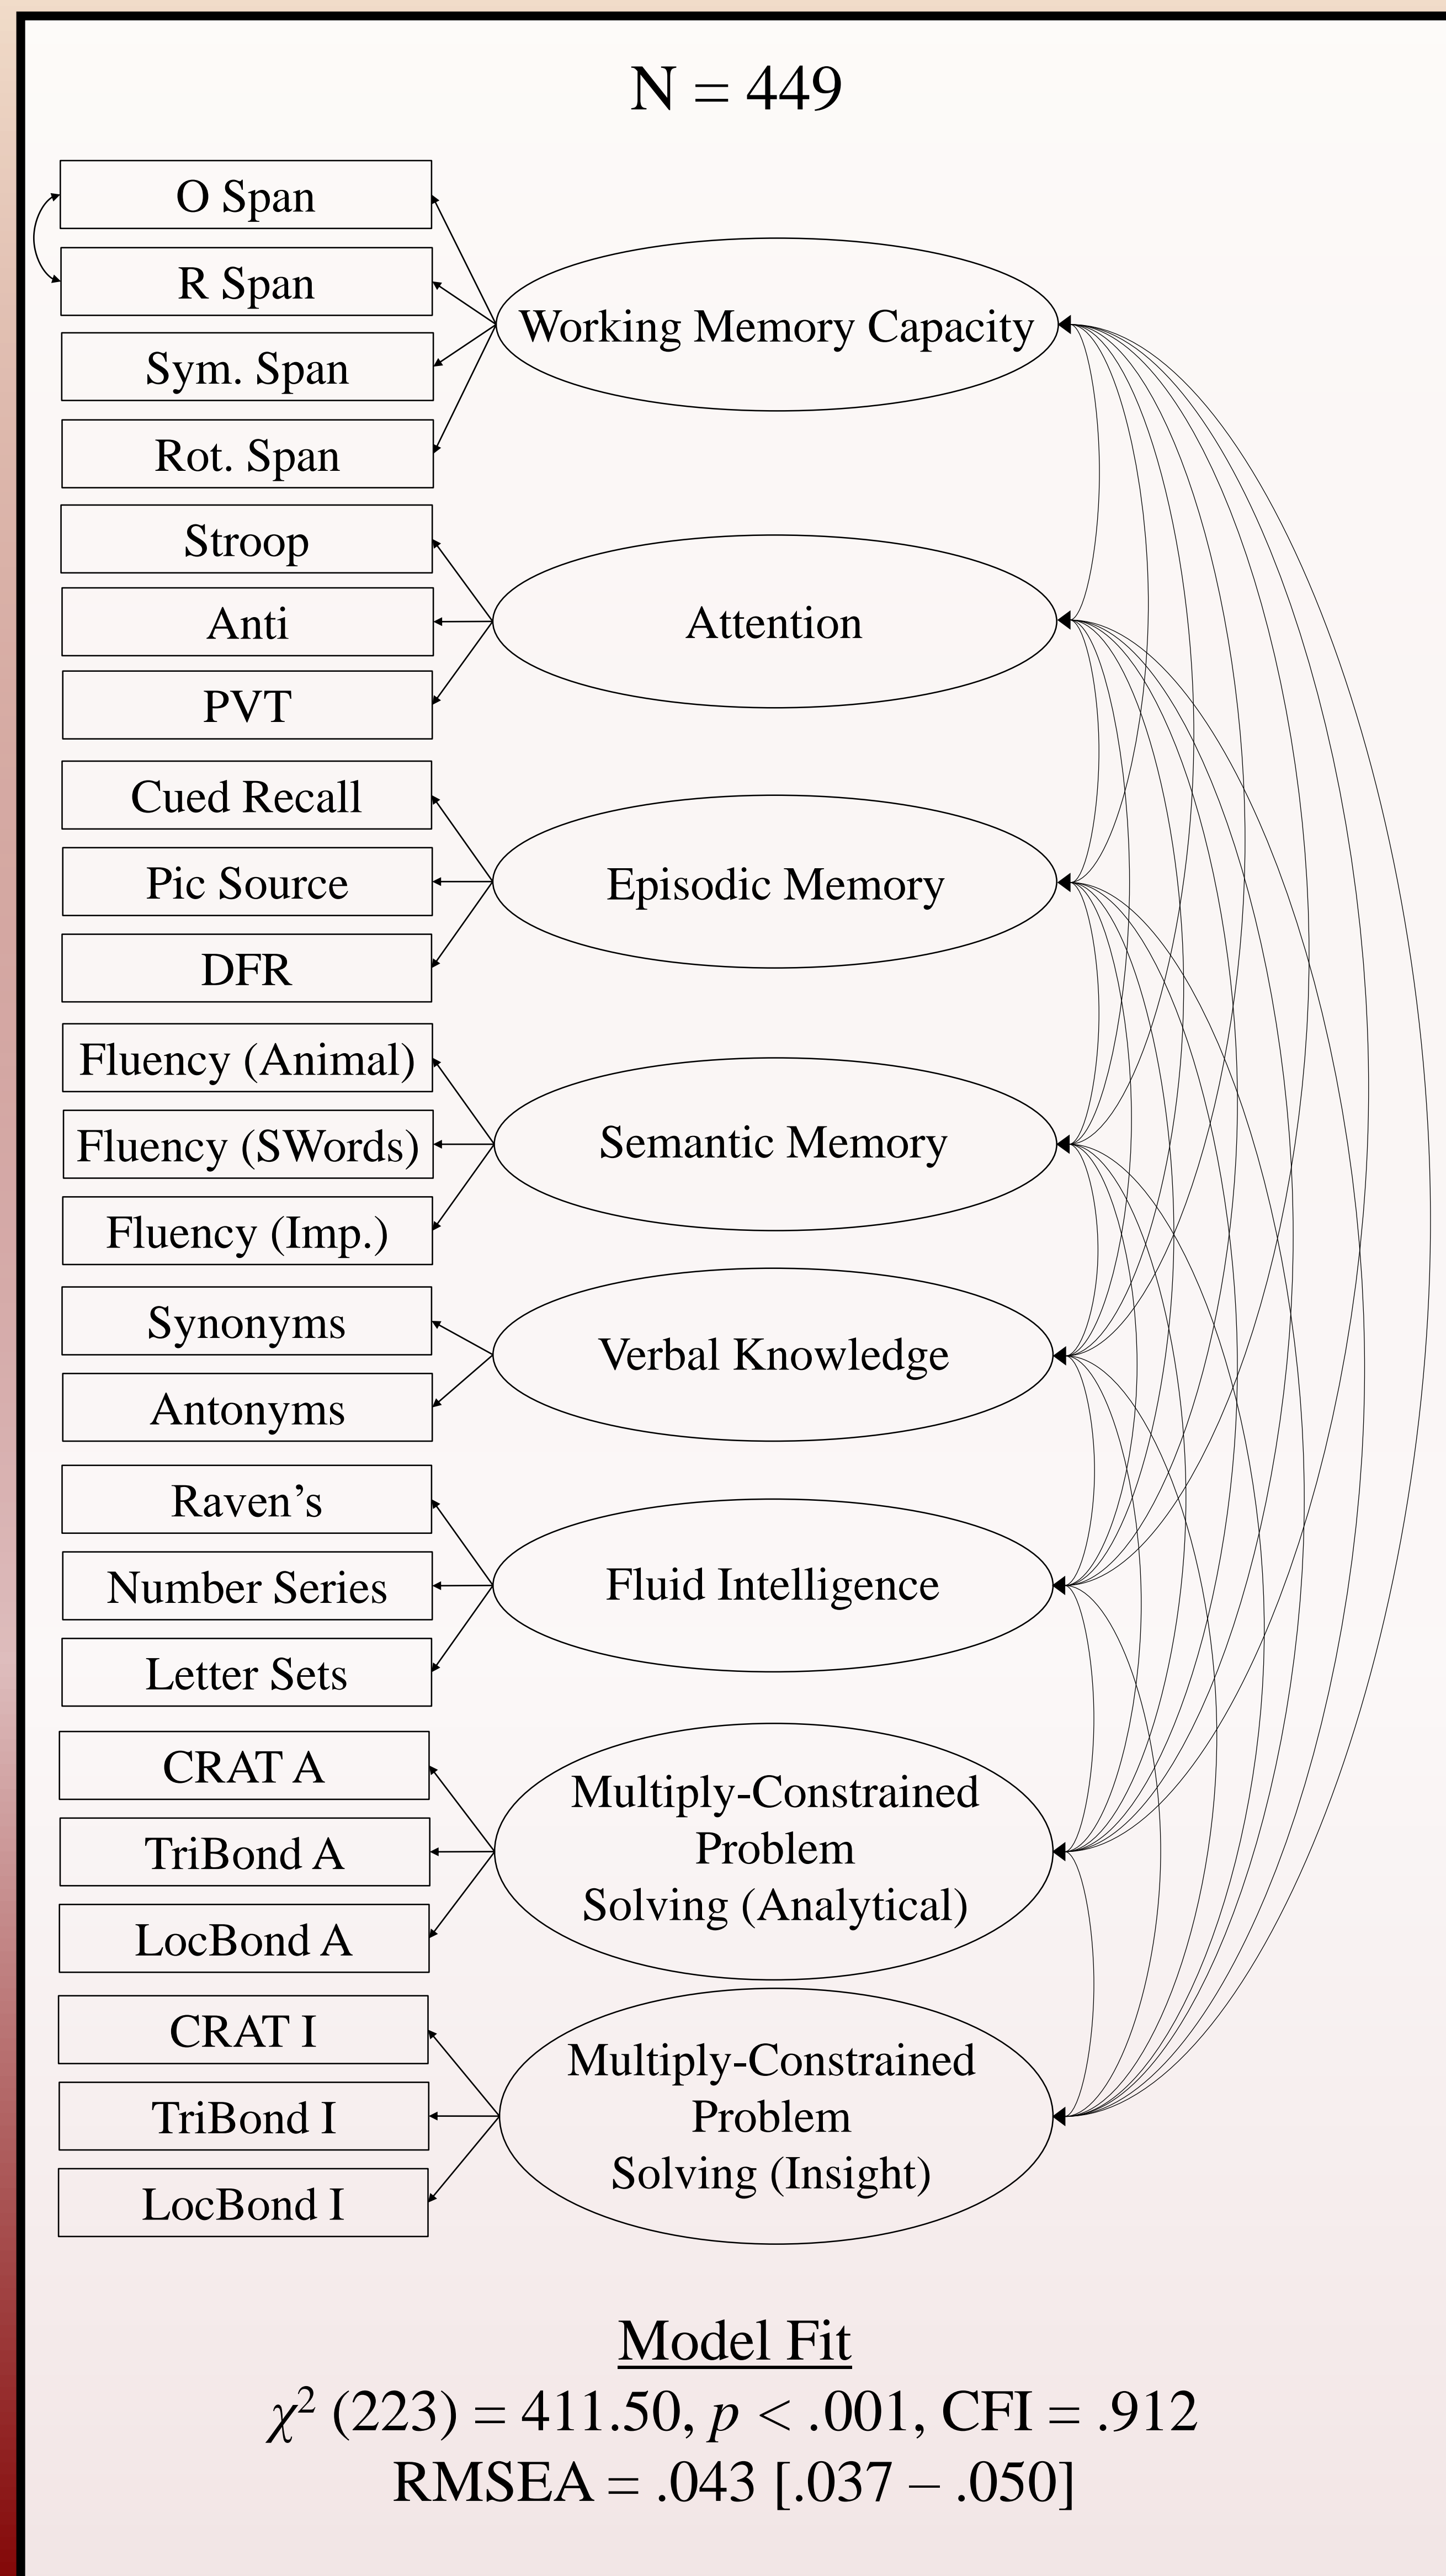 N = 449
O Span
R Span
Sym. Span
Rot. Span
Working Memory Capacity
Stroop
Anti
PVT
Attention
Cued Recall
Pic Source
DFR
Episodic Memory
Fluency (Animal)
Fluency (SWords)
Fluency (Imp.)
Semantic Memory
Synonyms
Antonyms
Verbal Knowledge
Raven’s
Number Series
Letter Sets
Fluid Intelligence
CRAT A
TriBond A
LocBond A
Multiply-Constrained
Problem
Solving (Analytical)
CRAT I
TriBond I
LocBond I
Multiply-Constrained
Problem
Solving (Insight)
Model Fit
χ² (223) = 411.50, p < .001, CFI = .912
RMSEA = .043 [.037 – .050]